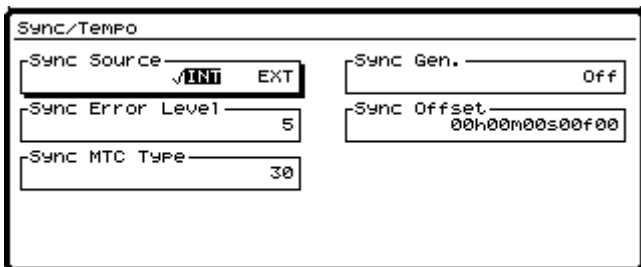 Sync/Tempo
Sync Source
√INT EXT
Sync Gen.
Off
Sync Error Level
5
Sync Offset
00h00m00s00f00
Sync MTC Type
30